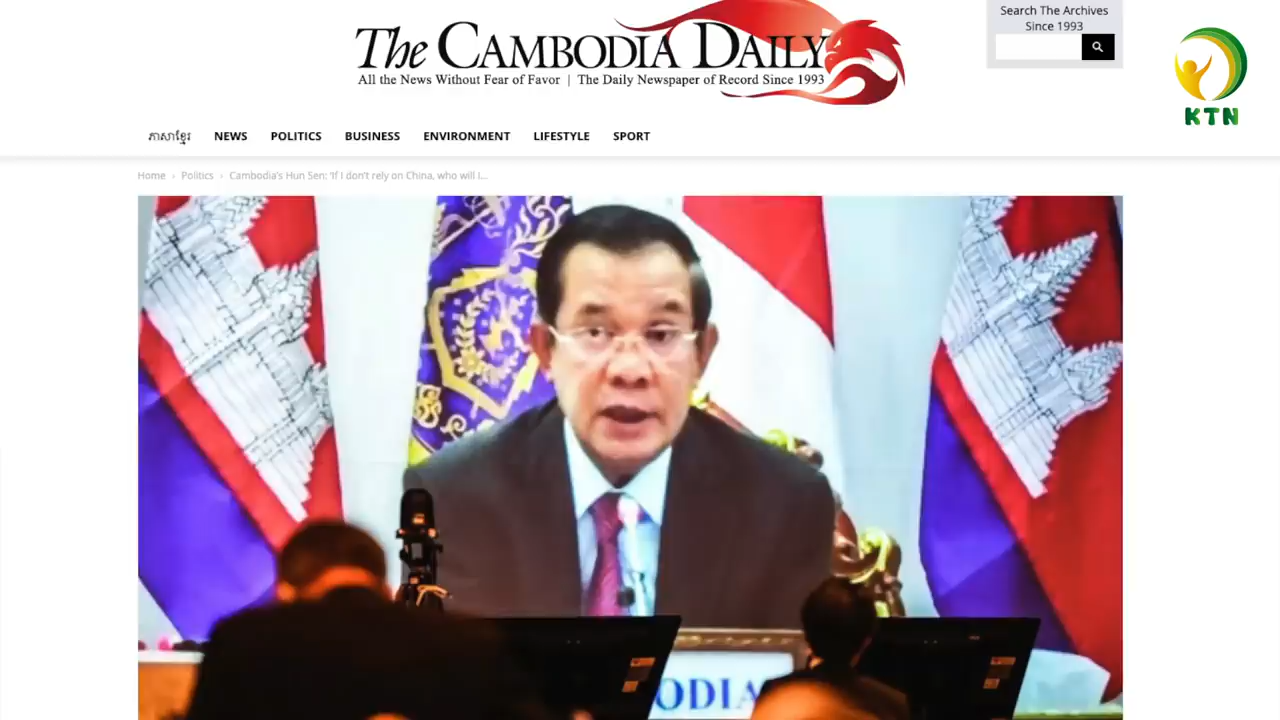 The CAMBODIA DAILY
All the News Without Fear of Favor | The Daily Newspaper of Record Since 1993
Search The Archives
Since 1993
KTN
ភាសាខ្មែរ NEWS POLITICS BUSINESS ENVIRONMENT LIFESTYLE SPORT
Home › Politics › Cambodia's Hun Sen: 'If I don't rely on China, who will I...
ODIA